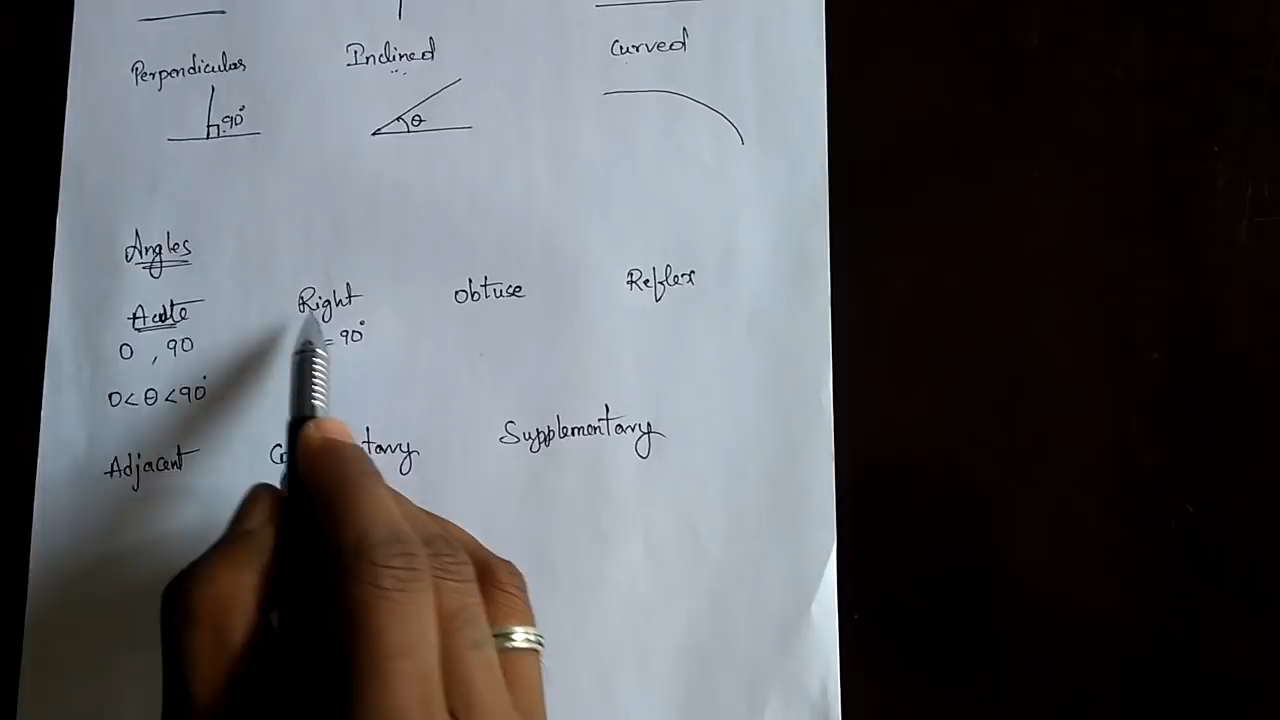 Perpendicular Inclined Curved
90° θ
Angles
Acute Right Obtuse Reflex
0 , 90 = 90°
0 < θ < 90°
Adjacent Supplementary